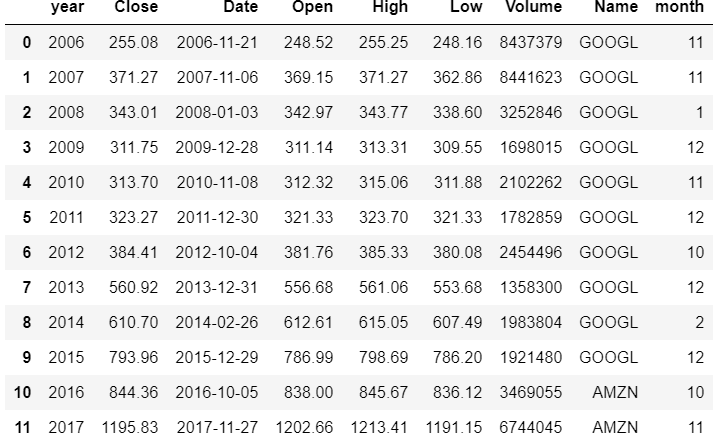 year Close Date Open High Low Volume Name month
0 2006 255.08 2006-11-21 248.52 255.25 248.16 8437379 GOOGL 11
1 2007 371.27 2007-11-06 369.15 371.27 362.86 8441623 GOOGL 11
2 2008 343.01 2008-01-03 342.97 343.77 338.60 3252846 GOOGL 1
3 2009 311.75 2009-12-28 311.14 313.31 309.55 1698015 GOOGL 12
4 2010 313.70 2010-11-08 312.32 315.06 311.88 2102262 GOOGL 11
5 2011 323.27 2011-12-30 321.33 323.70 321.33 1782859 GOOGL 12
6 2012 384.41 2012-10-04 381.76 385.33 380.08 2454496 GOOGL 10
7 2013 560.92 2013-12-31 556.68 561.06 553.68 1358300 GOOGL 12
8 2014 610.70 2014-02-26 612.61 615.05 607.49 1983804 GOOGL 2
9 2015 793.96 2015-12-29 786.99 798.69 786.20 1921480 GOOGL 12
10 2016 844.36 2016-10-05 838.00 845.67 836.12 3469055 AMZN 10
11 2017 1195.83 2017-11-27 1202.66 1213.41 1191.15 6744045 AMZN 11